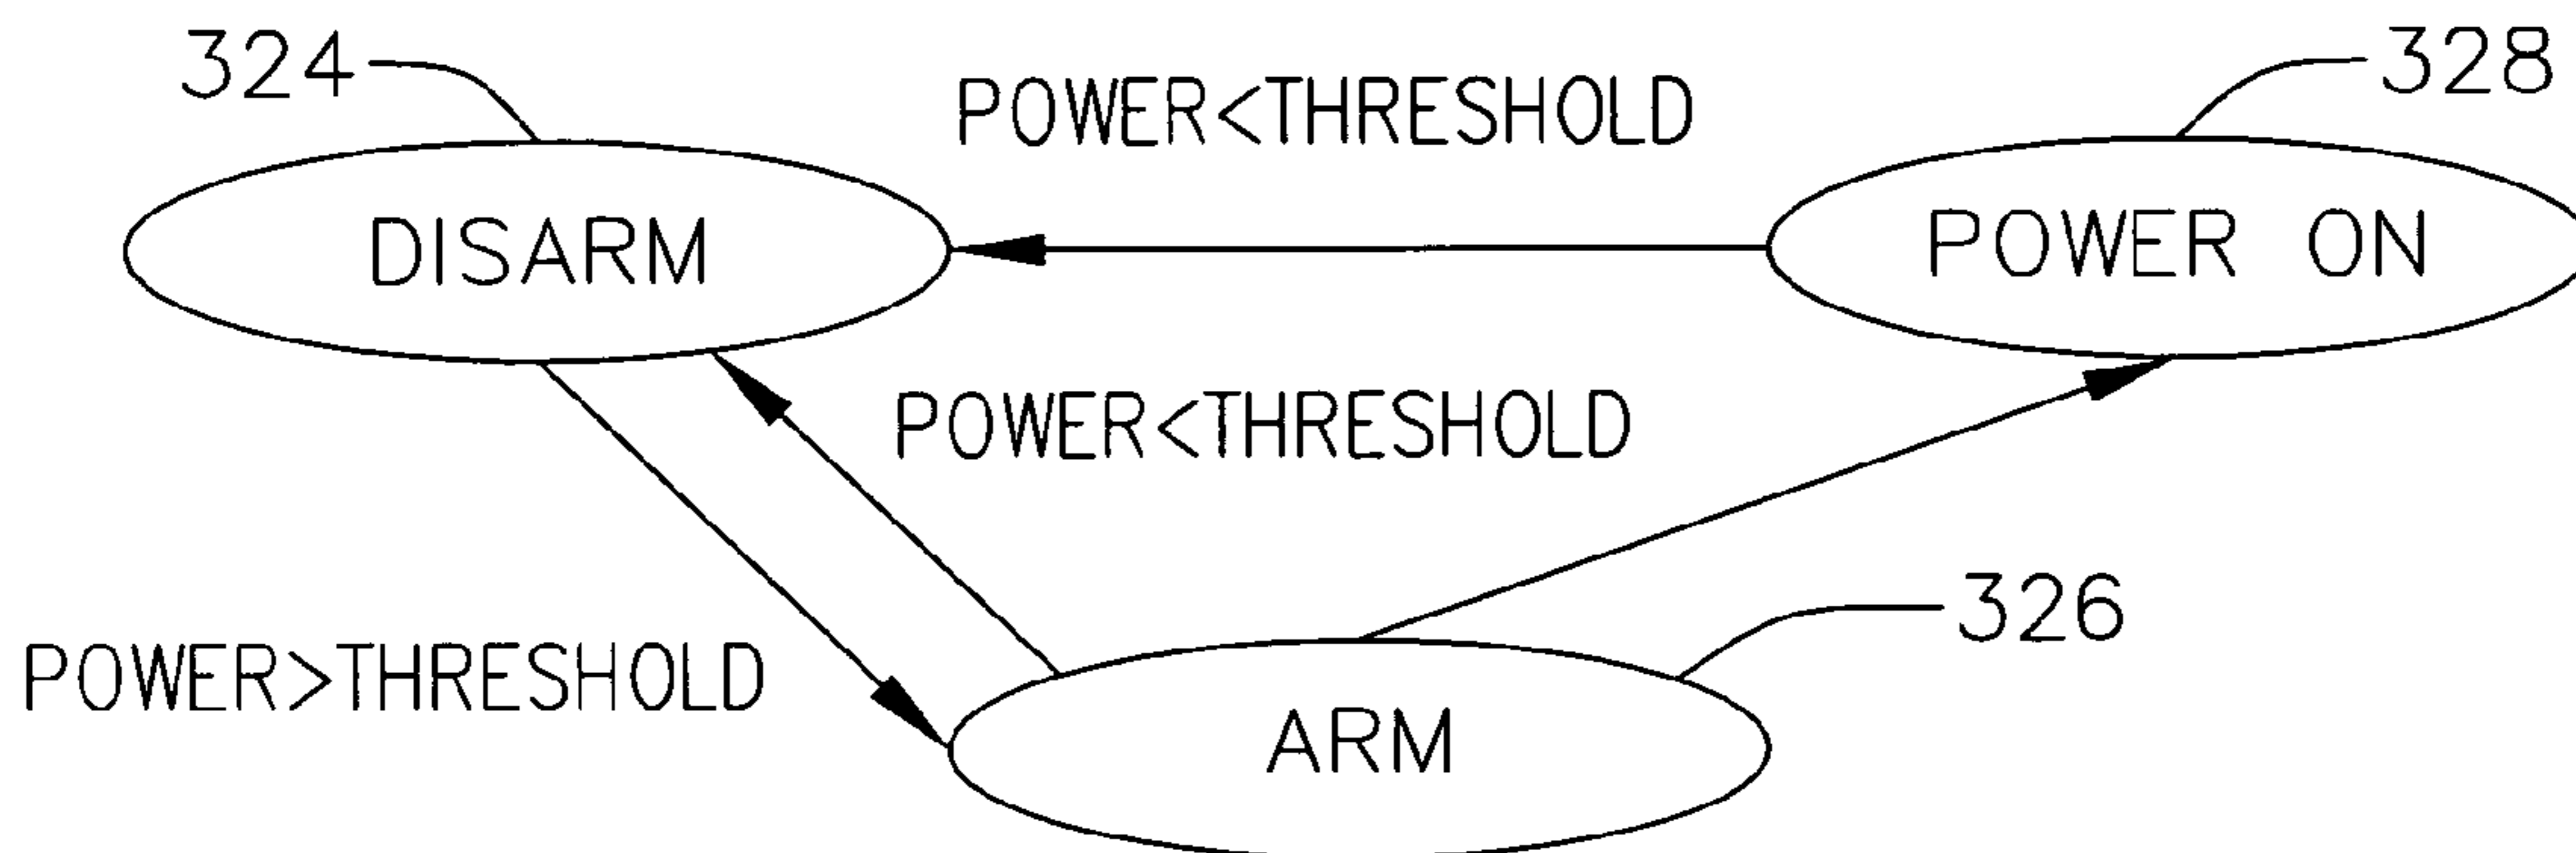 324
POWER<THRESHOLD
328
DISARM
POWER ON
POWER<THRESHOLD
326
POWER>THRESHOLD
ARM